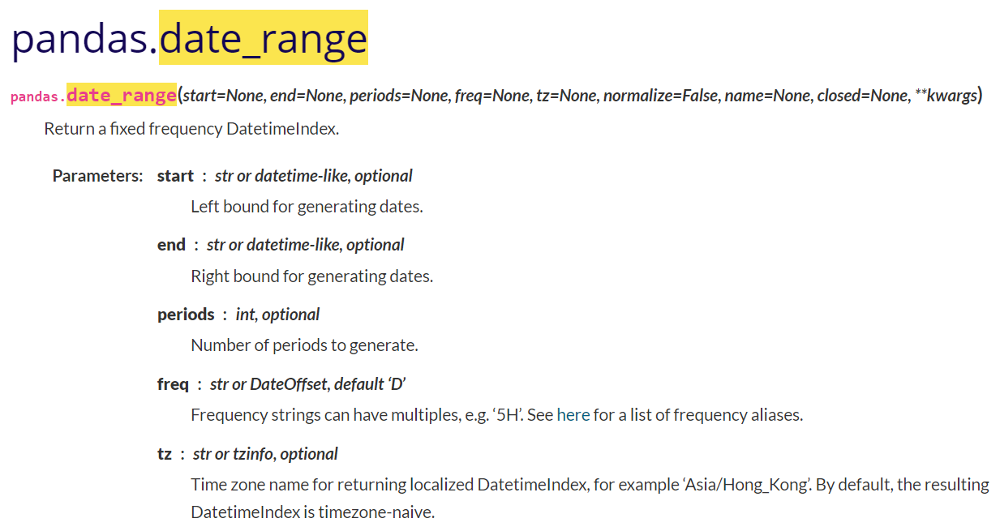 pandas.date_range
pandas.date_range(start=None, end=None, periods=None, freq=None, tz=None, normalize=False, name=None, closed=None, **kwargs)
Return a fixed frequency DatetimeIndex.
Parameters: start : str or datetime-like, optional
Left bound for generating dates.
end : str or datetime-like, optional
Right bound for generating dates.
periods : int, optional
Number of periods to generate.
freq : str or DateOffset, default ‘D’
Frequency strings can have multiples, e.g. ‘5H’. See here for a list of frequency aliases.
tz : str or tzinfo, optional
Time zone name for returning localized DatetimeIndex, for example ‘Asia/Hong_Kong’. By default, the resulting
DatetimeIndex is timezone-naive.